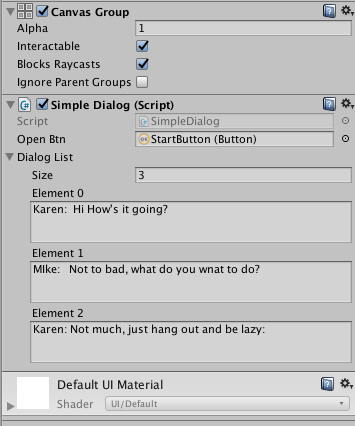 Canvas Group
Alpha 1
Interactable
Blocks Raycasts
Ignore Parent Groups
Simple Dialog (Script)
Script SimpleDialog
Open Btn StartButton (Button)
Dialog List
Size 3
Element 0
Karen: Hi How's it going?
Element 1
MIke: Not to bad, what do you wnat to do?
Element 2
Karen: Not much, just hang out and be lazy:
Default UI Material
Shader UI/Default